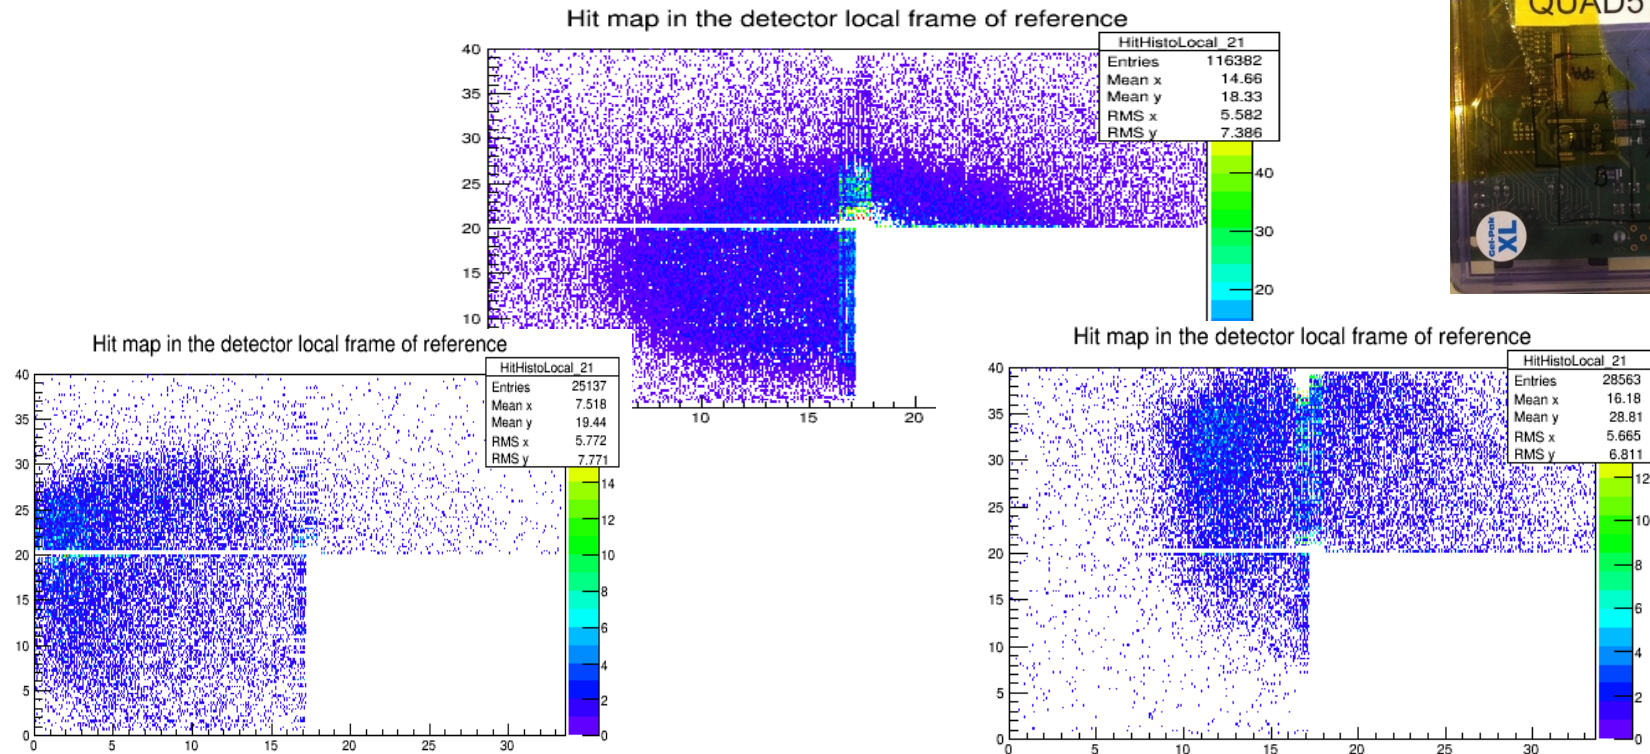 Hit map in the detector local frame of reference
HitHistoLocal_21
Entries 116382
Mean x 14.66
Mean y 18.33
RMS x 5.582
RMS y 7.386
40
35
30
25
20
15
10
10 15 20
40
30
20
QUAD5
Gel-Pak
XL
Hit map in the detector local frame of reference
HitHistoLocal_21
Entries 25137
Mean x 7.518
Mean y 19.44
RMS x 5.772
RMS y 7.771
40
35
30
25
20
15
10
5
0
0 5 10 15 20 25 30
14
12
10
8
6
4
2
0
Hit map in the detector local frame of reference
HitHistoLocal_21
Entries 28563
Mean x 16.18
Mean y 28.81
RMS x 5.665
RMS y 6.811
40
35
30
25
20
15
10
5
0
0 5 10 15 20 25 30
12
10
8
6
4
2
0